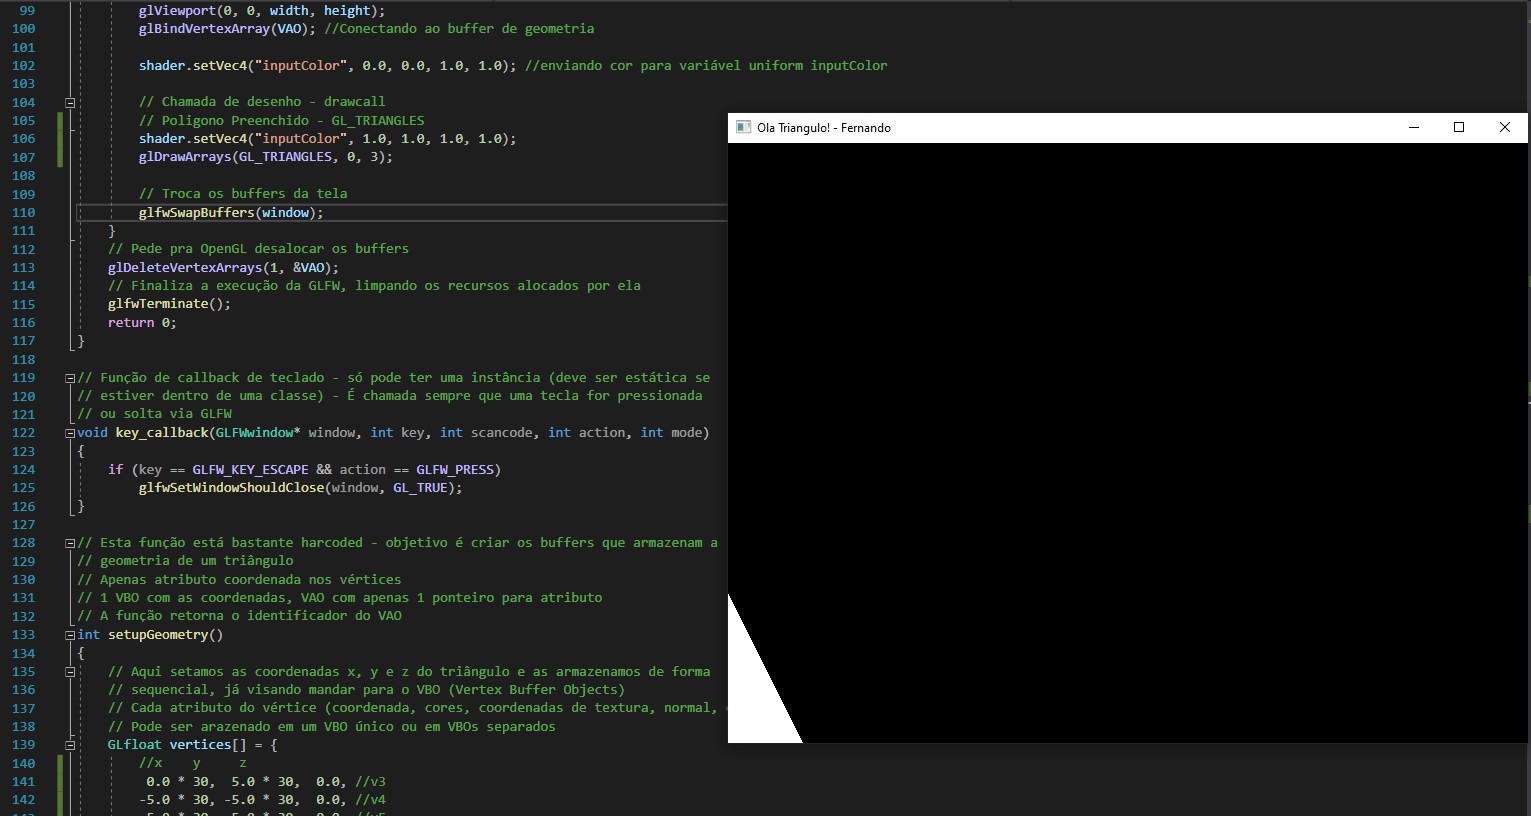 99 glViewport(0, 0, width, height);
100 glBindVertexArray(VAO); //Conectando ao buffer de geometria
101
102 shader.setVec4("inputColor", 0.0, 0.0, 1.0, 1.0); //enviando cor para variável uniform inputColor
103
104 // Chamada de desenho - drawcall
105 // Poligono Preenchido - GL_TRIANGLES
106 shader.setVec4("inputColor", 1.0, 1.0, 1.0, 1.0);
107 glDrawArrays(GL_TRIANGLES, 0, 3);
108
109 // Troca os buffers da tela
110 glfwSwapBuffers(window);
111 }
112 // Pede pra OpenGL desalocar os buffers
113 glDeleteVertexArrays(1, &VAO);
114 // Finaliza a execução da GLFW, limpando os recursos alocados por ela
115 glfwTerminate();
116 return 0;
117 }
118
119 // Função de callback de teclado - só pode ter uma instância (deve ser estática se
120 // estiver dentro de uma classe) - É chamada sempre que uma tecla for pressionada
121 // ou solta via GLFW
122 void key_callback(GLFWwindow* window, int key, int scancode, int action, int mode)
123 {
124 if (key == GLFW_KEY_ESCAPE && action == GLFW_PRESS)
125 glfwSetWindowShouldClose(window, GL_TRUE);
126 }
127
128 // Esta função está bastante harcoded - objetivo é criar os buffers que armazenam a
129 // geometria de um triângulo
130 // Apenas atributo coordenada nos vértices
131 // 1 VBO com as coordenadas, VAO com apenas 1 ponteiro para atributo
132 // A função retorna o identificador do VAO
133 int setupGeometry()
134 {
135 // Aqui setamos as coordenadas x, y e z do triângulo e as armazenamos de forma
136 // sequencial, já visando mandar para o VBO (Vertex Buffer Objects)
137 // Cada atributo do vértice (coordenada, cores, coordenadas de textura, normal,
138 // Pode ser arazenado em um VBO único ou em VBOs separados
139 GLfloat vertices[] = {
140 //x y z
141 0.0 * 30, 5.0 * 30, 0.0, //v3
142 -5.0 * 30, -5.0 * 30, 0.0, //v4
Ola Triangulo! - Fernando